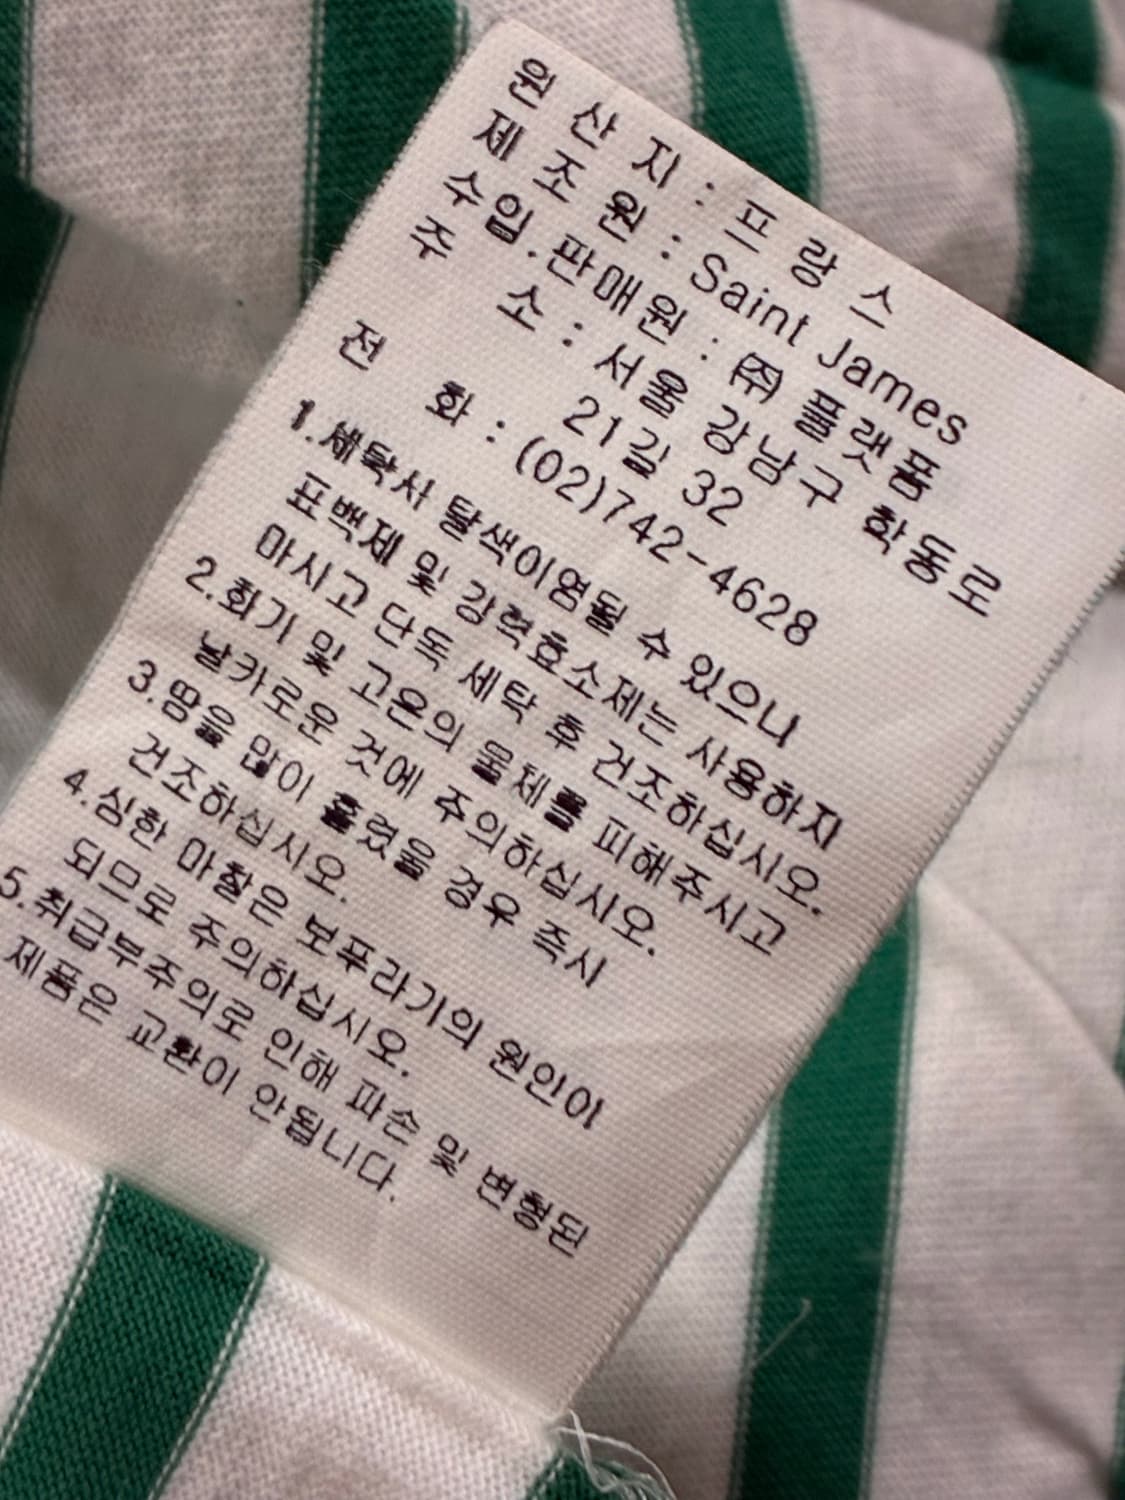 원 산 지 : 프 랑 스
제 조 원 : Saint James
수입.판매원 : ㈜ 플랫폼
주 소 : 서울 강남구 학동로
21길 32
전 화 : (02)742-4628
1.세탁시 탈색이염될 수 있으니
표백제 및 강력효소제는 사용하지
마시고 단독 세탁 후 건조하십시오.
2.화기 및 고온의 물체를 피해주시고
날카로운 것에 주의하십시오.
3.땀을 많이 흘렸을 경우 즉시
건조하십시오.
4.심한 마찰은 보푸라기의 원인이
되므로 주의하십시오.
5.취급부주의로 인해 파손 및 변형된
제품은 교환이 안됩니다.